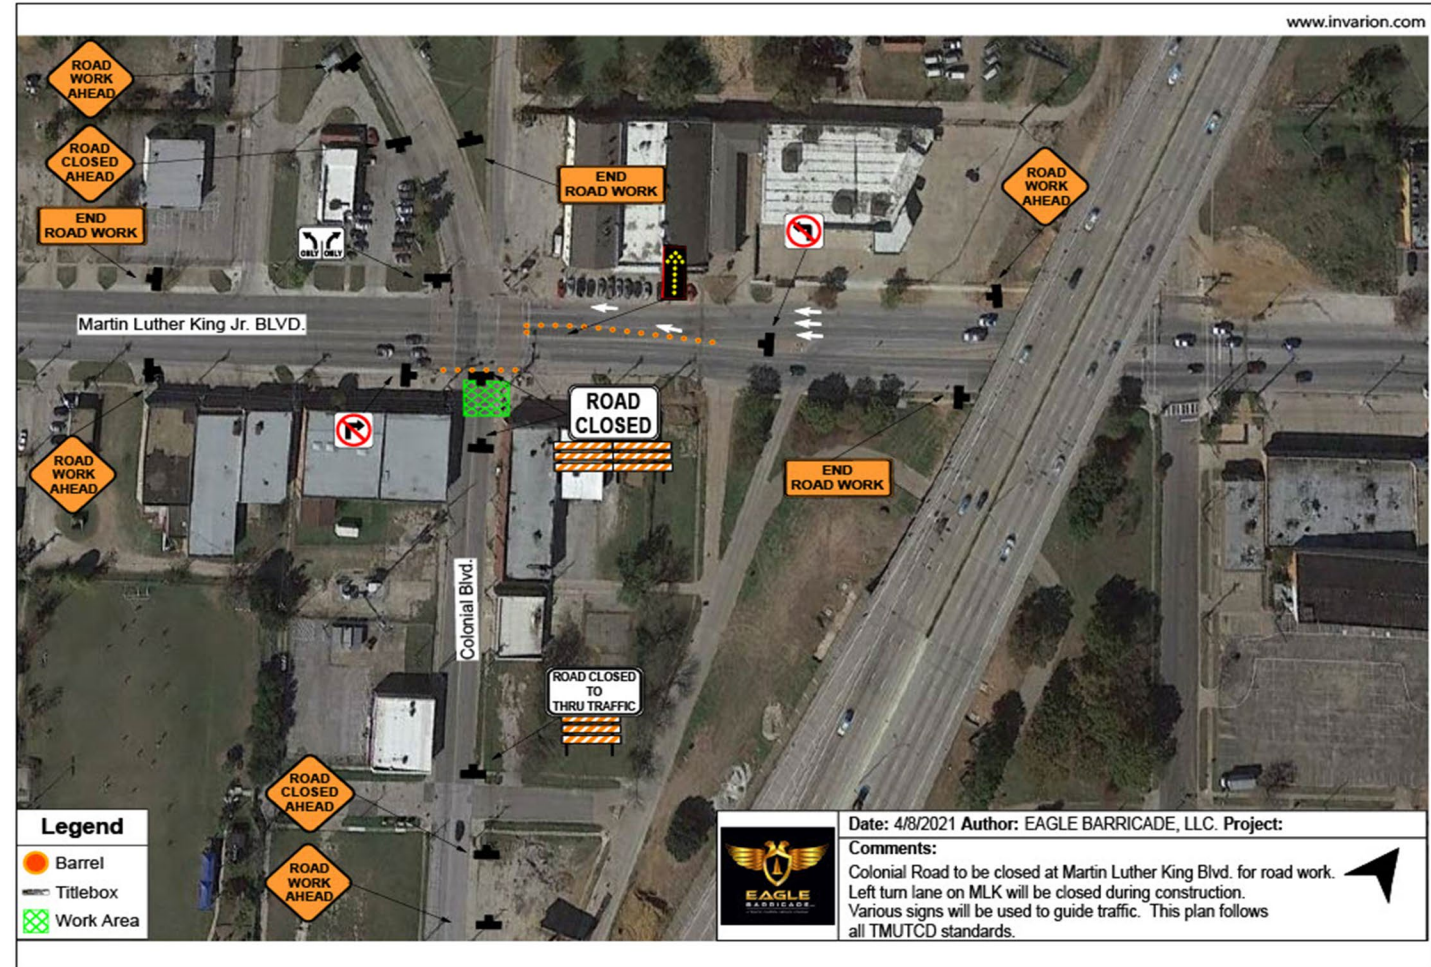 www.invarion.com
ROAD
WORK
AHEAD
ROAD
CLOSED
AHEAD
END
ROAD WORK
END
ROAD WORK
ROAD
WORK
AHEAD
ONLY ONLY
Martin Luther King Jr. BLVD.
ROAD
CLOSED
ROAD
WORK
AHEAD
END
ROAD WORK
Colonial Blvd.
ROAD CLOSED
TO
THRU TRAFFIC
ROAD
CLOSED
AHEAD
ROAD
WORK
AHEAD
Legend
Barrel
Titlebox
Work Area
EAGLE
BARRICADE
Date: 4/8/2021 Author: EAGLE BARRICADE, LLC. Project:
Comments:
Colonial Road to be closed at Martin Luther King Blvd. for road work.
Left turn lane on MLK will be closed during construction.
Various signs will be used to guide traffic.  This plan follows
all TMUTCD standards.